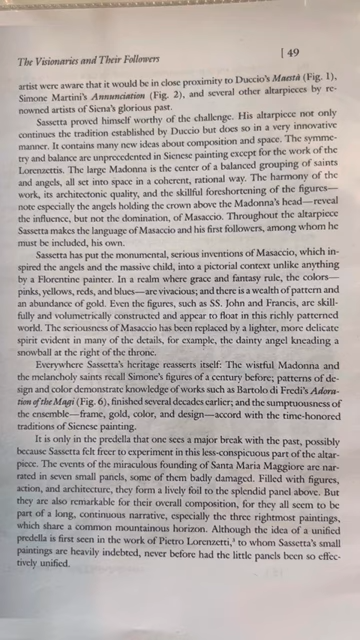 The Visionaries and Their Followers | 49
artist were aware that it would be in close proximity to Duccio's Maestà (Fig. 1),
Simone Martini's Annunciation (Fig. 2), and several other altarpieces by re-
nowned artists of Siena's glorious past.
Sassetta proved himself worthy of the challenge. His altarpiece not only
continues the tradition established by Duccio but does so in a very innovative
manner. It contains many new ideas about composition and space. The symme-
try and balance are unprecedented in Sienese painting except for the work of the
Lorenzettis. The large Madonna is the center of a balanced grouping of saints
and angels, all set into space in a coherent, rational way. The harmony of the
work, its architectonic quality, and the skillful foreshortening of the figures—
note especially the angels holding the crown above the Madonna's head—reveal
the influence, but not the domination, of Masaccio. Throughout the altarpiece
Sassetta makes the language of Masaccio and his first followers, among whom he
must be included, his own.
Sassetta has put the monumental, serious inventions of Masaccio, which in-
spired the angels and the massive child, into a pictorial context unlike anything
by a Florentine painter. In a realm where grace and fantasy rule, the colors—
pinks, yellows, reds, and blues—are vivacious; and there is a wealth of pattern and
an abundance of gold. Even the figures, such as SS. John and Francis, are skill-
fully and volumetrically constructed and appear to float in this richly patterned
world. The seriousness of Masaccio has been replaced by a lighter, more delicate
spirit evident in many of the details, for example, the dainty angel kneading a
snowball at the right of the throne.
Everywhere Sassetta's heritage reasserts itself: The wistful Madonna and
the melancholy saints recall Simone's figures of a century before; patterns of de-
sign and color demonstrate knowledge of works such as Bartolo di Fredi's Adora-
tion of the Magi (Fig. 6), finished several decades earlier; and the sumptuousness of
the ensemble—frame, gold, color, and design—accord with the time-honored
traditions of Sienese painting.
It is only in the predella that one sees a major break with the past, possibly
because Sassetta felt freer to experiment in this less-conspicuous part of the altar-
piece. The events of the miraculous founding of Santa Maria Maggiore are nar-
rated in seven small panels, some of them badly damaged. Filled with figures,
action, and architecture, they form a lively foil to the splendid panel above. But
they are also remarkable for their overall composition, for they all seem to be
part of a long, continuous narrative, especially the three rightmost paintings,
which share a common mountainous horizon. Although the idea of a unified
predella is first seen in the work of Pietro Lorenzetti, to whom Sassetta's small
paintings are heavily indebted, never before had the little panels been so effec-
tively unified.